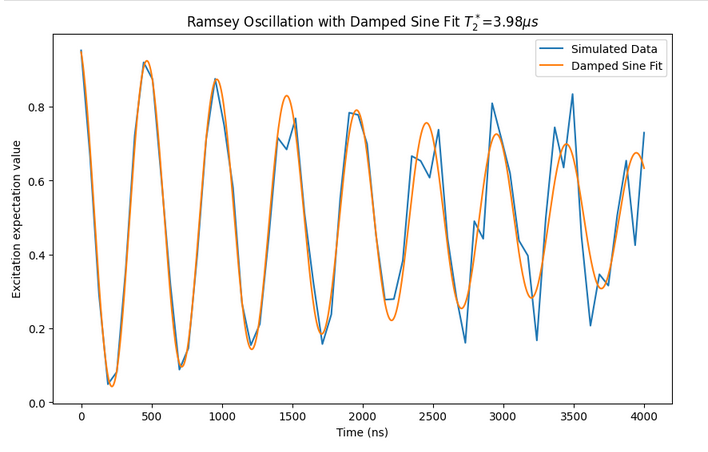 Ramsey Oscillation with Damped Sine Fit $T_2^*$=3.98μs
Simulated Data
Damped Sine Fit
Excitation expectation value
0.8
0.6
0.4
0.2
0.0
0 500 1000 1500 2000 2500 3000 3500 4000
Time (ns)